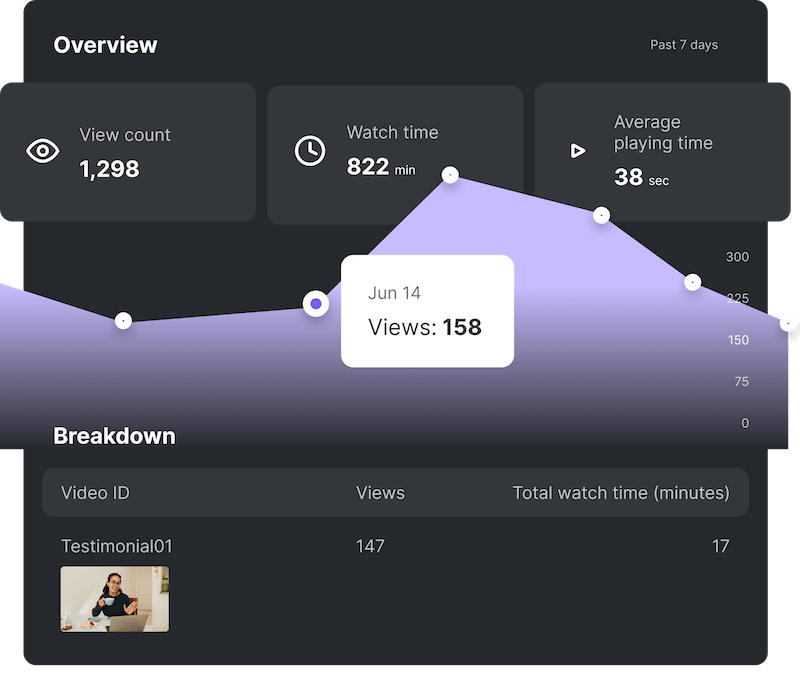 Overview
Past 7 days
View count
1,298
Watch time
822 min
Average
playing time
38 sec
300
225
150
75
0
Jun 14
Views: 158
Breakdown
Video ID Views Total watch time (minutes)
Testimonial01 147 17